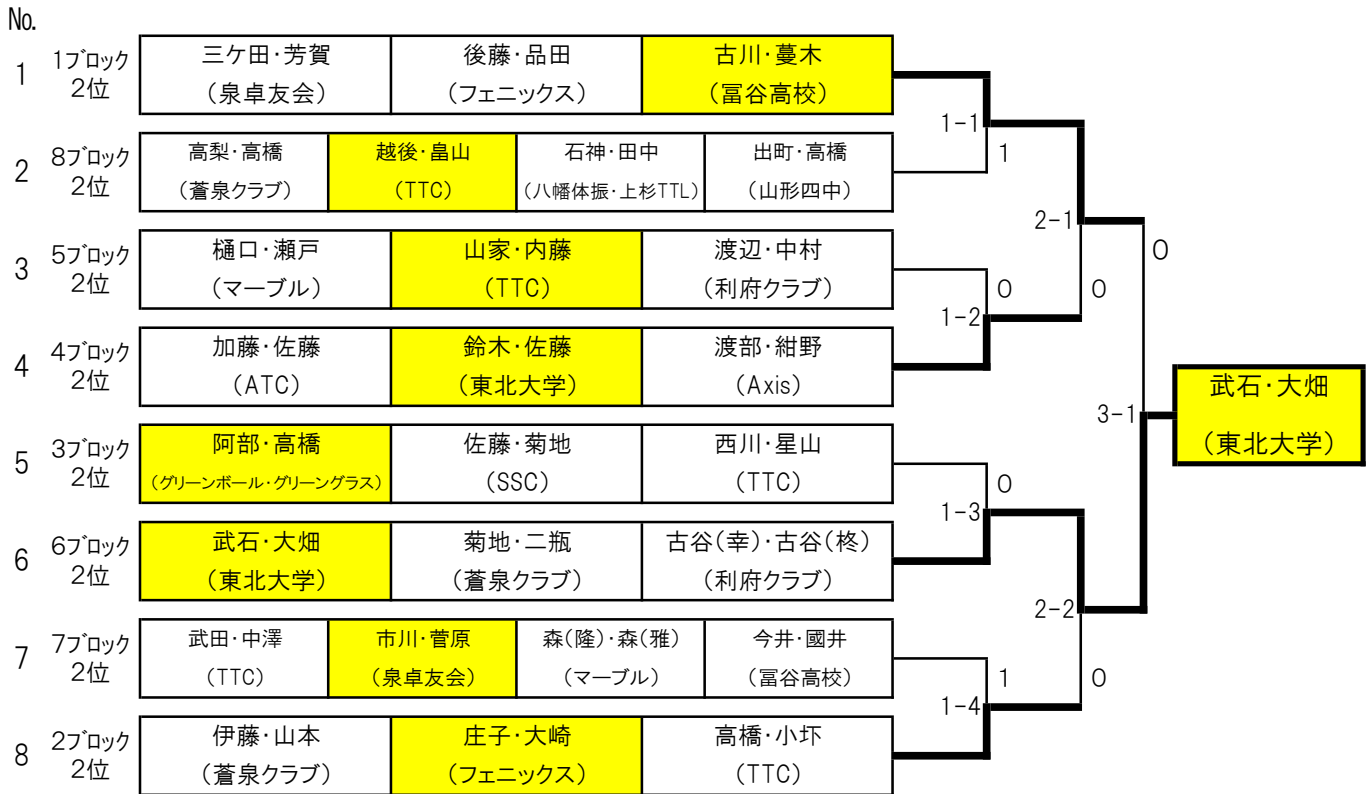 No.
1 1ブロック 2位 三ケ田・芳賀 (泉卓友会) 後藤・品田 (フェニックス) 古川・蔓木 (冨谷高校)
1-1
1
2 8ブロック 2位 高梨・高橋 (蒼泉クラブ) 越後・畠山 (TTC) 石神・田中 (八幡体振・上杉TTL) 出町・高橋 (山形四中)
2-1
0
3 5ブロック 2位 樋口・瀬戸 (マーブル) 山家・内藤 (TTC) 渡辺・中村 (利府クラブ)
0
0
1-2
4 4ブロック 2位 加藤・佐藤 (ATC) 鈴木・佐藤 (東北大学) 渡部・紺野 (Axis)
3-1
武石・大畑
(東北大学)
5 3ブロック 2位 阿部・高橋 (グリーンボール・グリーングラス) 佐藤・菊地 (SSC) 西川・星山 (TTC)
0
1-3
6 6ブロック 2位 武石・大畑 (東北大学) 菊地・二瓶 (蒼泉クラブ) 古谷(幸)・古谷(柊) (利府クラブ)
2-2
7 7ブロック 2位 武田・中澤 (TTC) 市川・菅原 (泉卓友会) 森(隆)・森(雅) (マーブル) 今井・國井 (冨谷高校)
1
0
1-4
8 2ブロック 2位 伊藤・山本 (蒼泉クラブ) 庄子・大崎 (フェニックス) 高橋・小圷 (TTC)